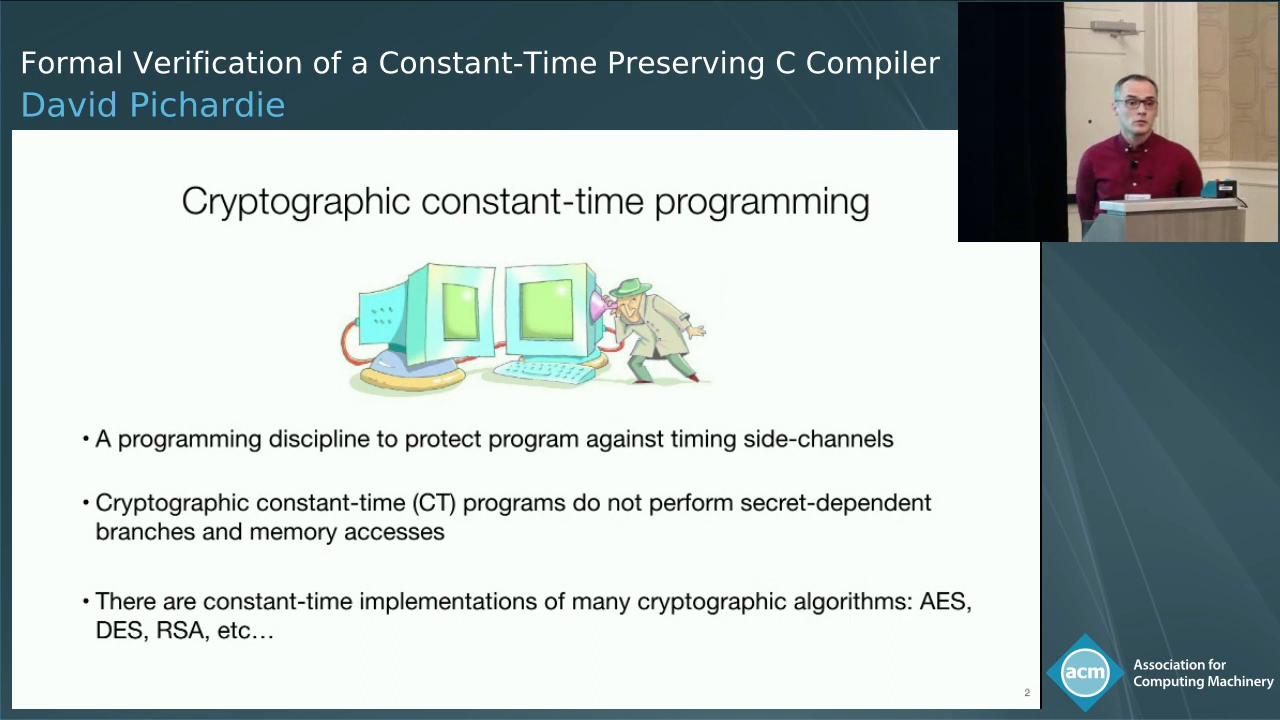 Formal Verification of a Constant-Time Preserving C Compiler
David Pichardie
Cryptographic constant-time programming
• A programming discipline to protect program against timing side-channels
• Cryptographic constant-time (CT) programs do not perform secret-dependent
branches and memory accesses
• There are constant-time implementations of many cryptographic algorithms: AES,
DES, RSA, etc…
2
acm
Association for
Computing Machinery